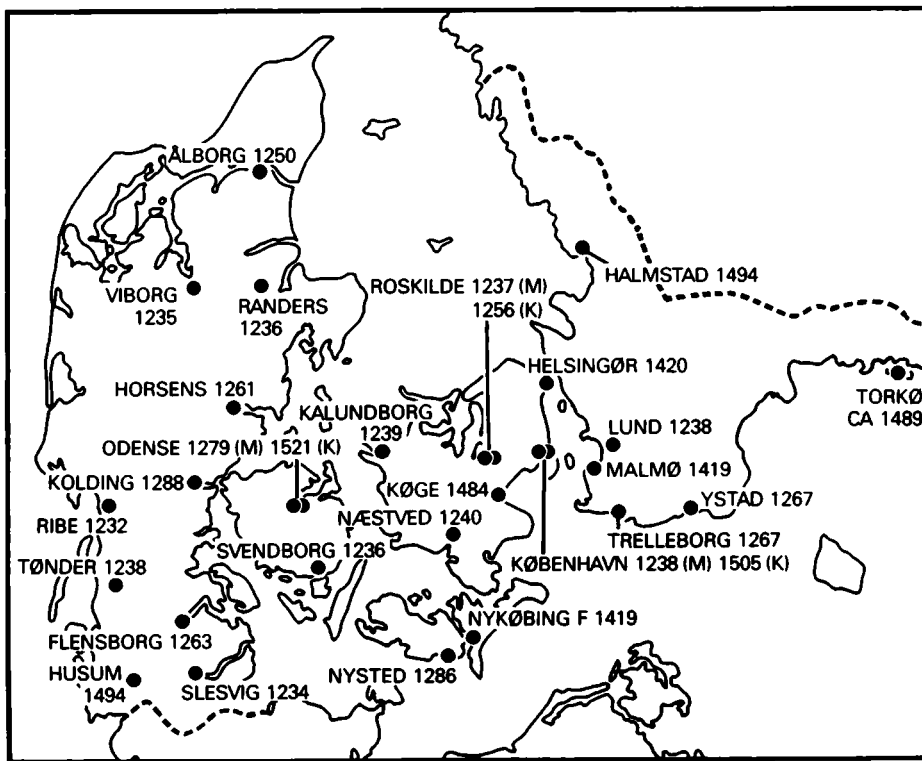 ÅLBORG 1250
HALMSTAD 1494
ROSKILDE 1237 (M)
1256 (K)
VIBORG
1235
RANDERS
1236
HELSINGØR 1420
TORKØ
CA 1489
HORSENS 1261
KALUNDBORG
1239
LUND 1238
ODENSE 1279 (M) 1521 (K)
MALMØ 1419
KOLDING 1288
KØGE 1484
YSTAD 1267
RIBE 1232
NÆSTVED 1240
TRELLEBORG 1267
SVENDBORG 1236
KØBENHAVN 1238 (M) 1505 (K)
TØNDER 1238
NYKØBING F 1419
FLENSBORG 1263
HUSUM
1494
SLESVIG 1234
NYSTED 1286